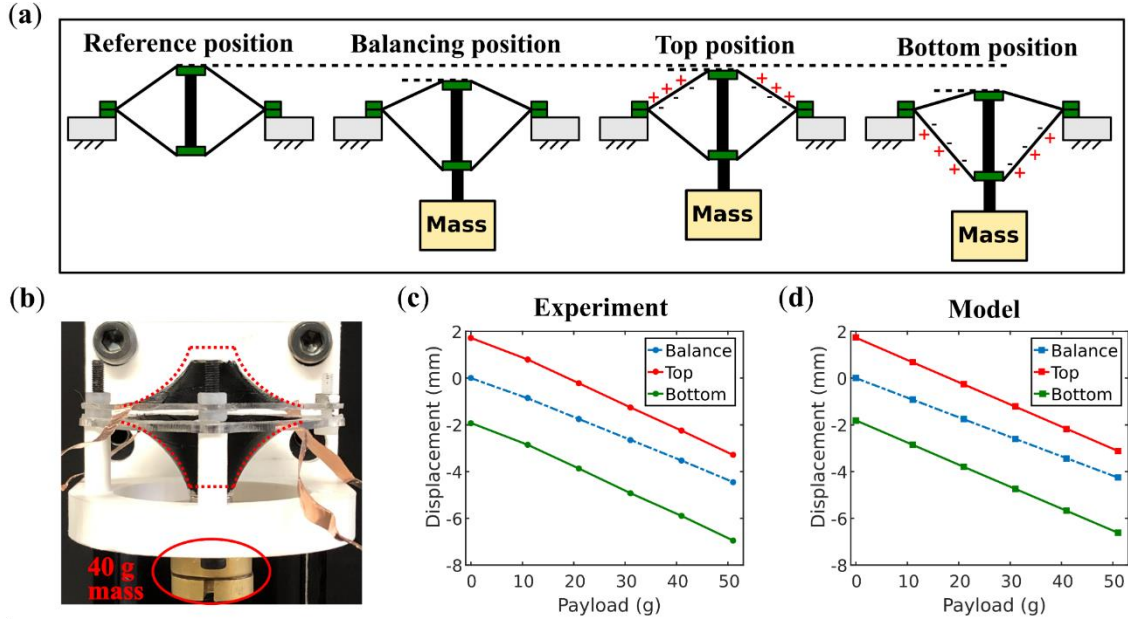 (a)
Reference position
Balancing position
Top position
Bottom position
+ + + + - - - -
+ + + + - - - -
+ + + - - -
+ + + - - -
Mass
Mass
Mass
(b)
40 g
mass
(c)
Experiment
Displacement (mm)
2
0
-2
-4
-6
-8
Balance
Top
Bottom
0 10 20 30 40 50
Payload (g)
(d)
Model
Displacement (mm)
2
0
-2
-4
-6
-8
Balance
Top
Bottom
0 10 20 30 40 50
Payload (g)